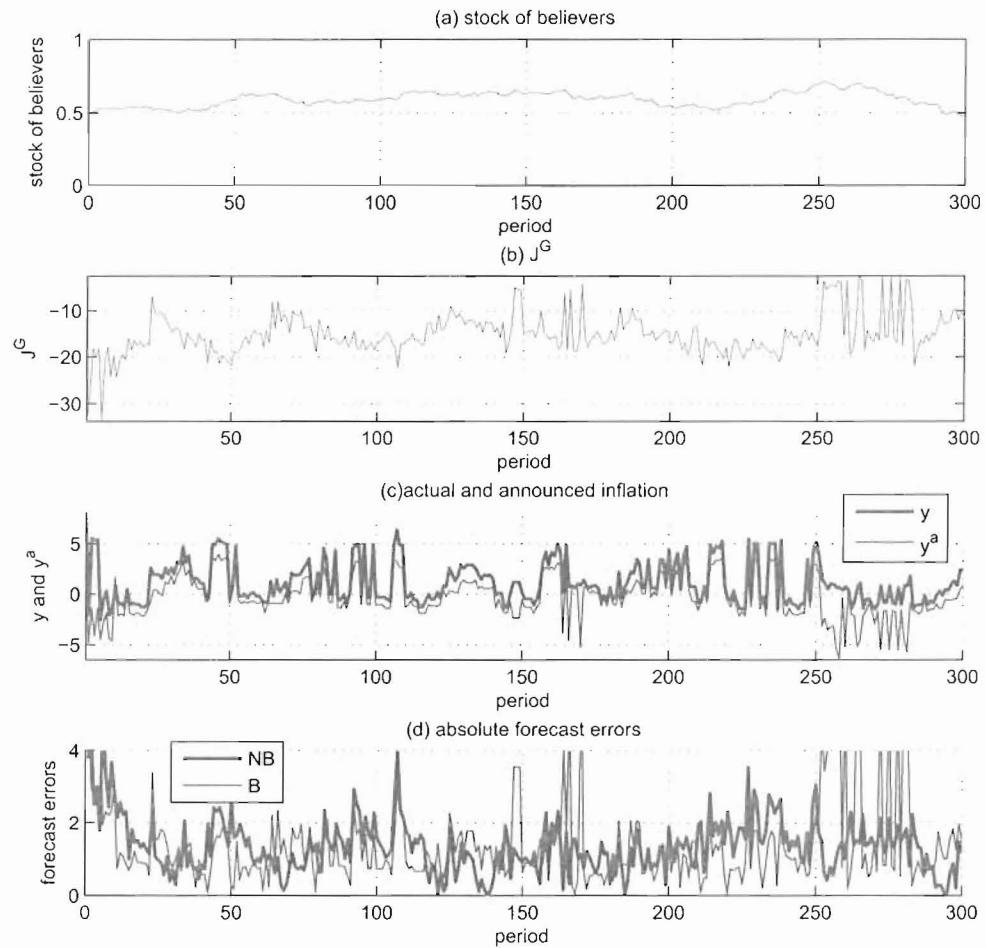 (a) stock of believers
1
0.5
0
stock of believers
0 50 100 150 200 250 300
period
(b) J^G
−10
−20
−30
J^G
50 100 150 200 250 300
period
(c)actual and announced inflation
5
0
−5
y and y^a
y
y^a
50 100 150 200 250 300
period
(d) absolute forecast errors
4
2
0
forecast errors
NB
B
0 50 100 150 200 250 300
period